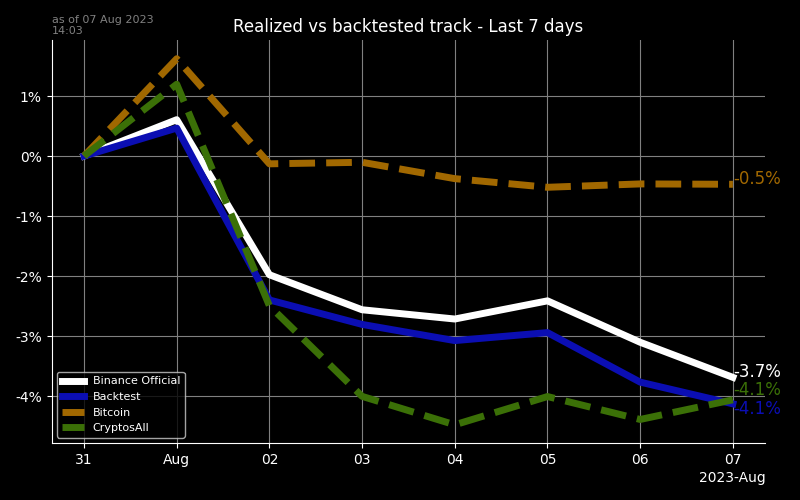 as of 07 Aug 2023
14:03
Realized vs backtested track - Last 7 days
1%
0%
-1%
-2%
-3%
-4%
-0.5%
-3.7%
-4.1%
-4.1%
Binance Official
Backtest
Bitcoin
CryptosAll
31 Aug 02 03 04 05 06 07
2023-Aug